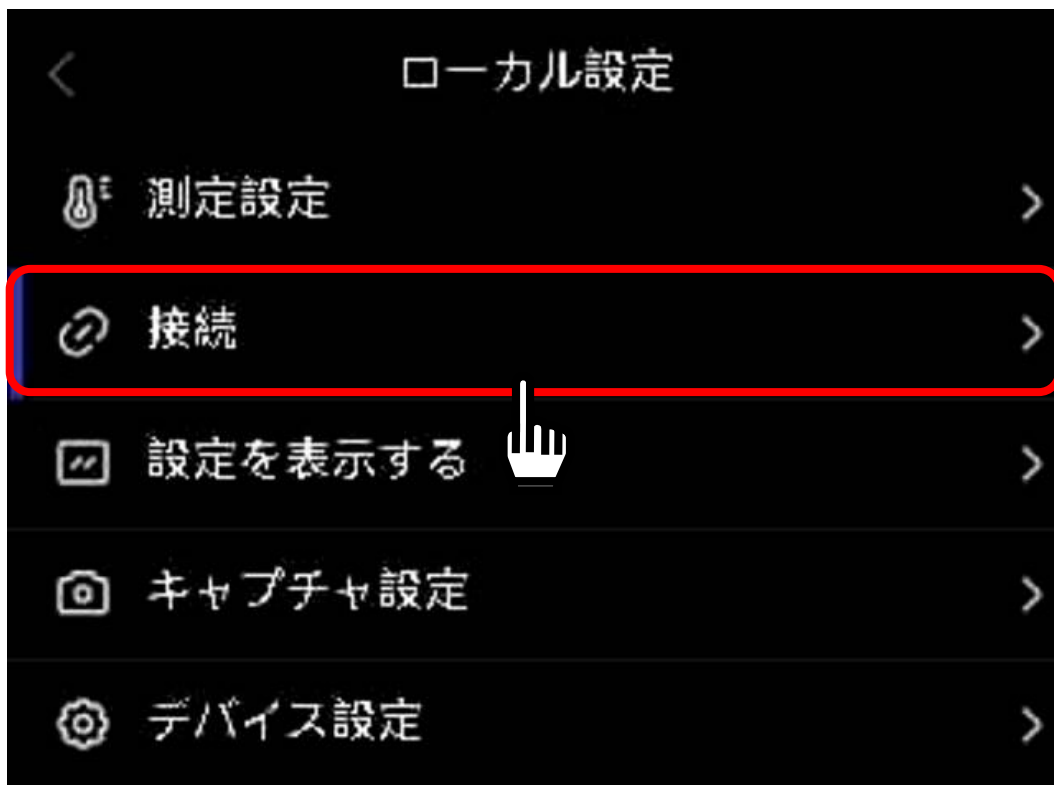 ローカル設定
測定設定
接続
設定を表示する
キャプチャ設定
デバイス設定